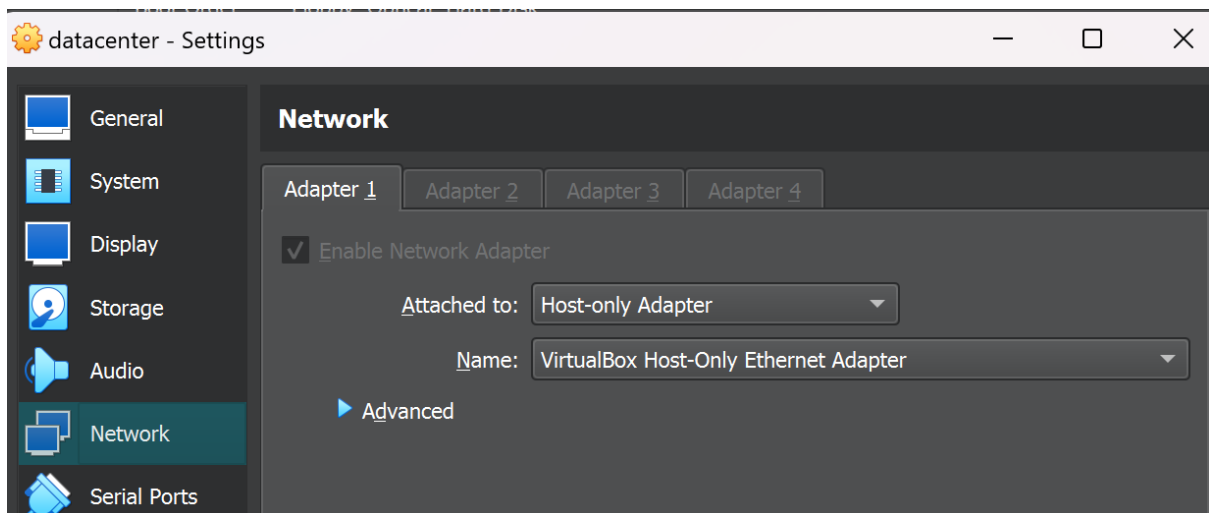 datacenter - Settings
General
Network
System
Adapter 1
Adapter 2
Adapter 3
Adapter 4
Display
Enable Network Adapter
Storage
Attached to:
Host-only Adapter
Name:
VirtualBox Host-Only Ethernet Adapter
Audio
Advanced
Network
Serial Ports